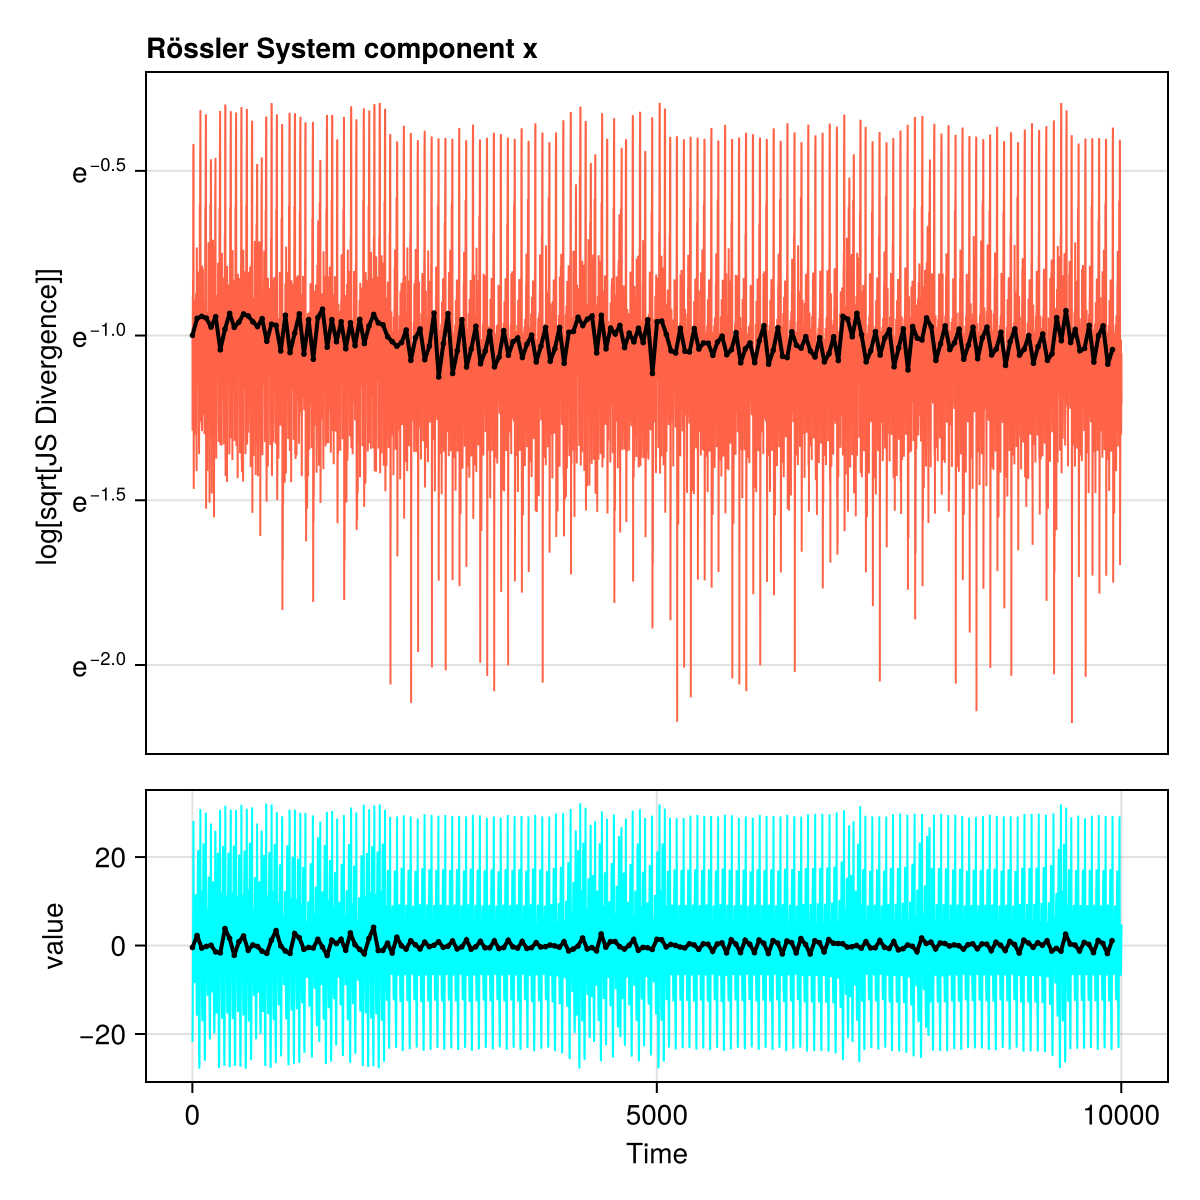 Rössler System component x
log[sqrt[JS Divergence]]
e^−0.5
e^−1.0
e^−1.5
e^−2.0
value
20
0
−20
0 5000 10000
Time